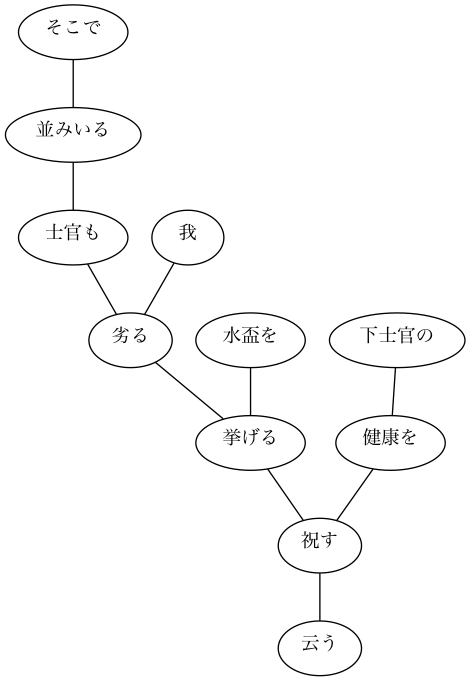 そこで
並みいる
士官も
我
劣る
水盃を
下士官の
挙げる
健康を
祝す
云う